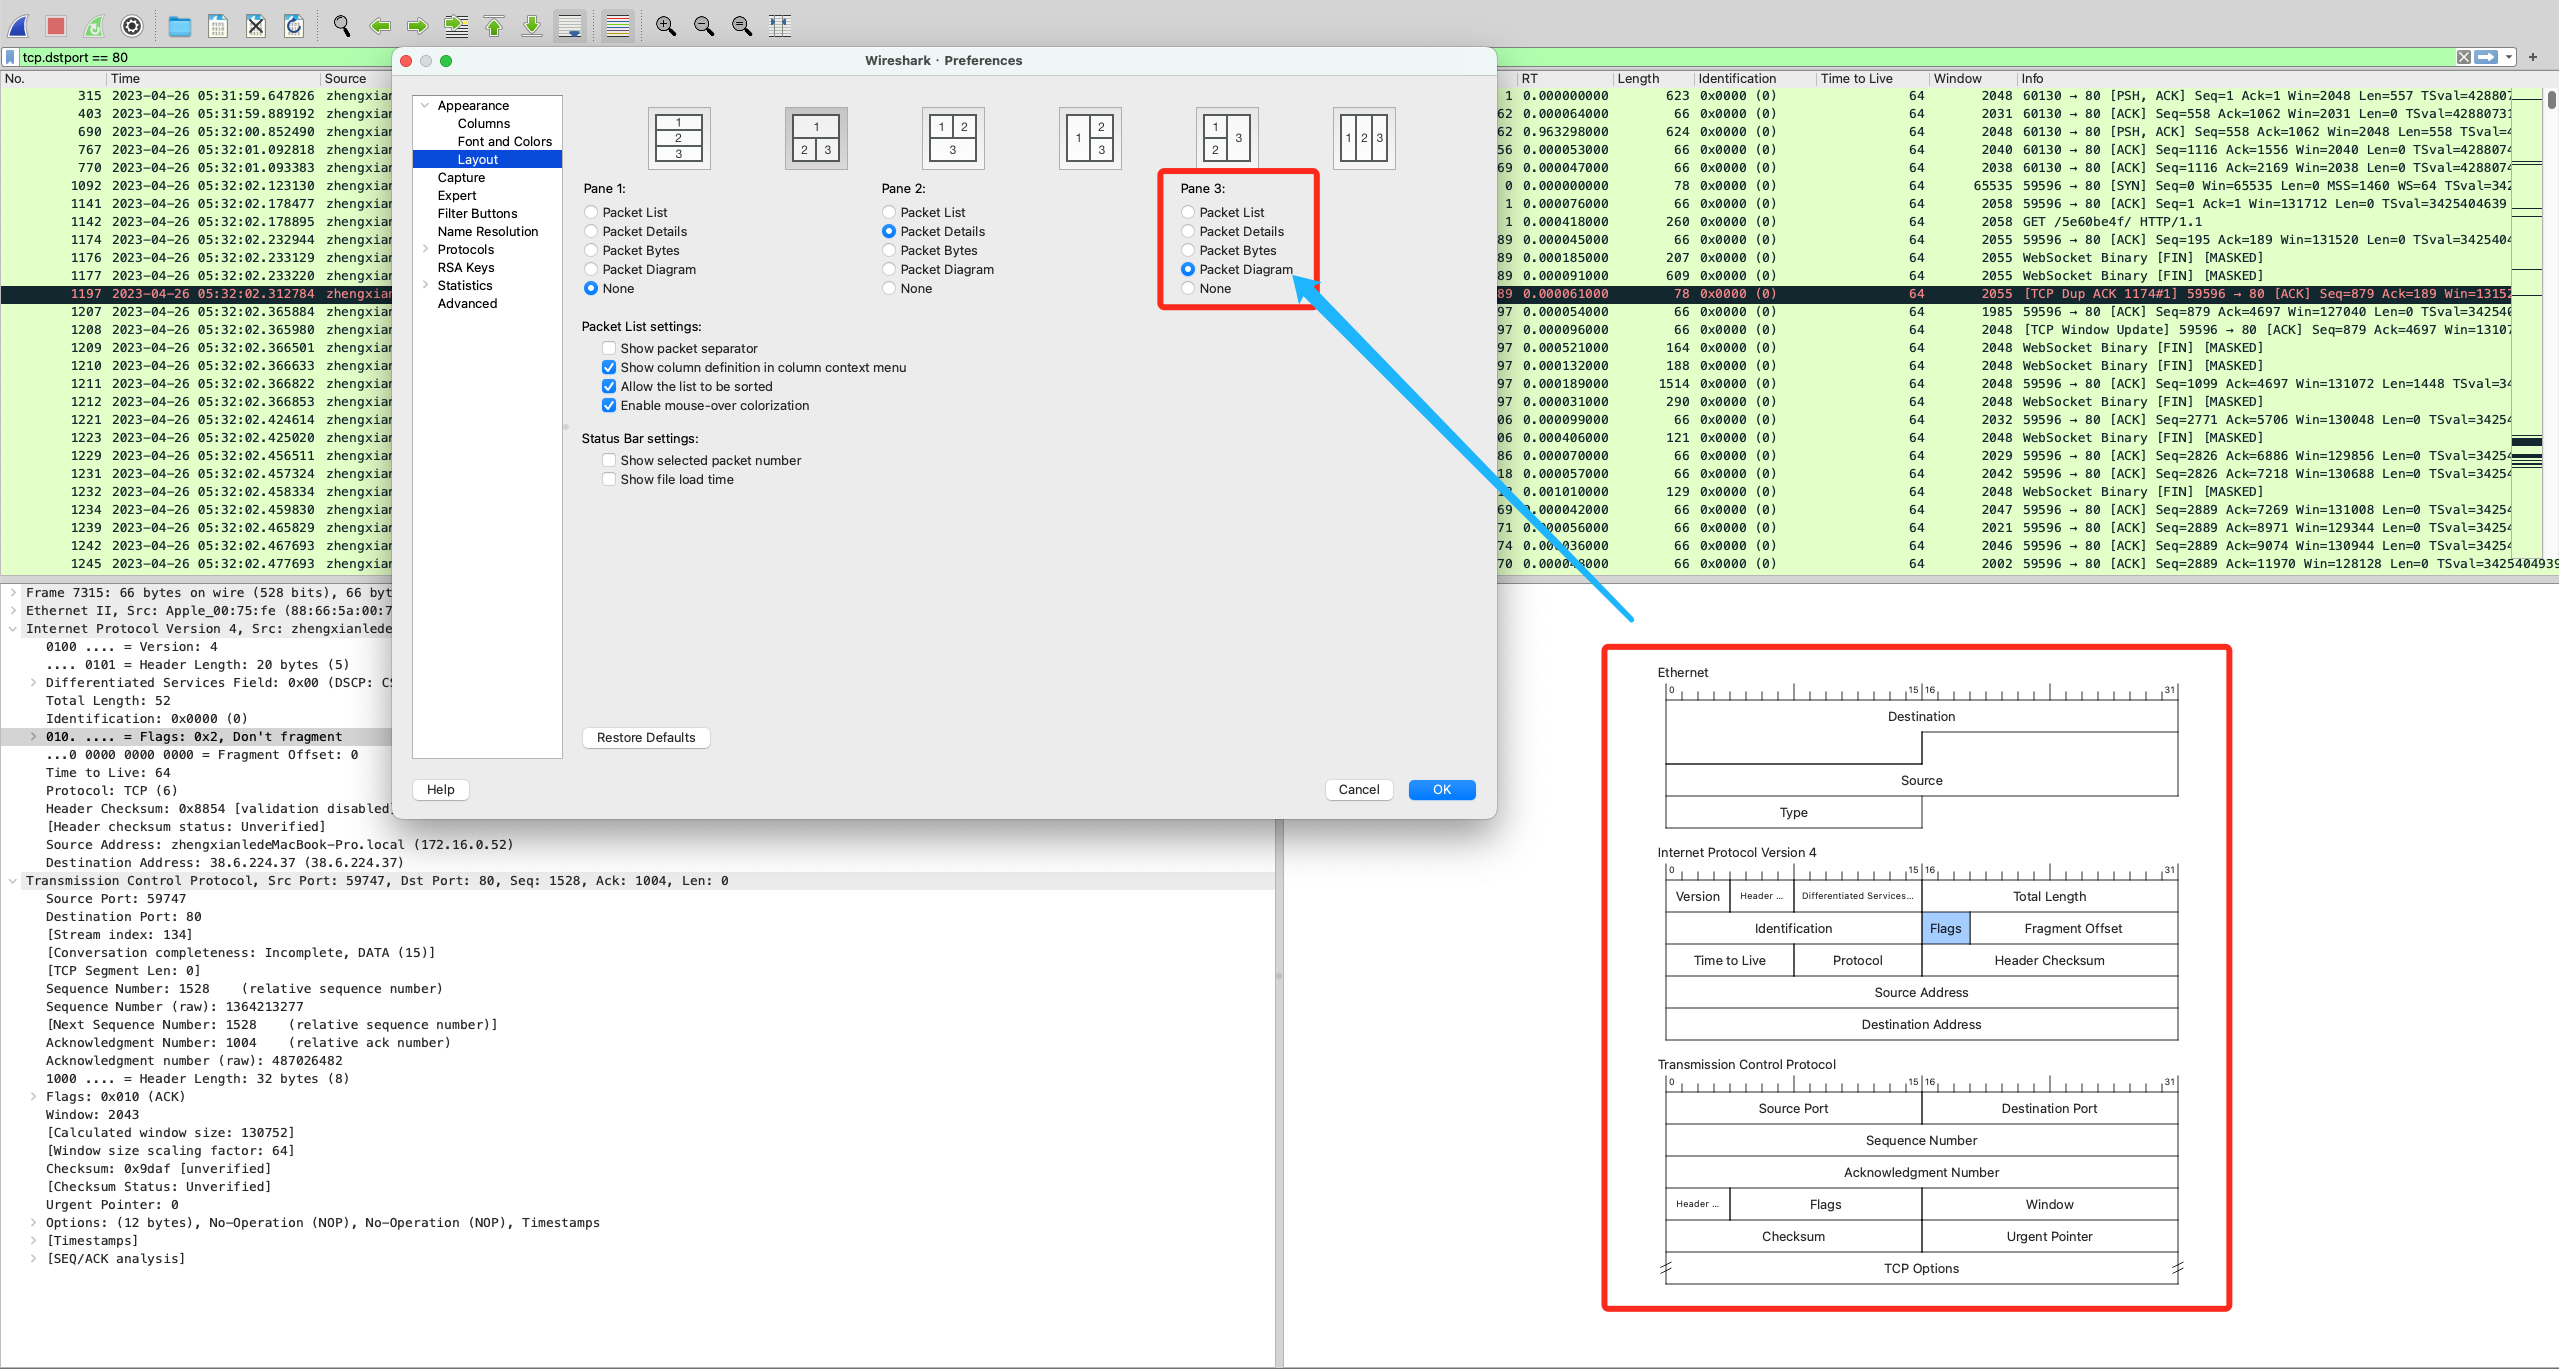 tcp.dstport == 80
No. Time Source RT Length Identification Time to Live Window Info
315 2023-04-26 05:31:59.647826 zhengxian 1 0.000000000 623 0x0000 (0) 64 2048 60130 → 80 [PSH, ACK] Seq=1 Ack=1 Win=2048 Len=557 TSval=428807
403 2023-04-26 05:31:59.889192 zhengxian 62 0.000064000 66 0x0000 (0) 64 2031 60130 → 80 [ACK] Seq=558 Ack=1062 Win=2031 Len=0 TSval=42880731
690 2023-04-26 05:32:00.852490 zhengxian 62 0.963298000 624 0x0000 (0) 64 2048 60130 → 80 [PSH, ACK] Seq=558 Ack=1062 Win=2048 Len=558 TSval=4
767 2023-04-26 05:32:01.092818 zhengxian 56 0.000053000 66 0x0000 (0) 64 2040 60130 → 80 [ACK] Seq=1116 Ack=1556 Win=2040 Len=0 TSval=4288074
770 2023-04-26 05:32:01.093383 zhengxian 69 0.000047000 66 0x0000 (0) 64 2038 60130 → 80 [ACK] Seq=1116 Ack=2169 Win=2038 Len=0 TSval=4288074
1092 2023-04-26 05:32:02.123130 zhengxian 0 0.000000000 78 0x0000 (0) 64 65535 59596 → 80 [SYN] Seq=0 Win=65535 Len=0 MSS=1460 WS=64 TSval=342
1141 2023-04-26 05:32:02.178477 zhengxian 1 0.000076000 66 0x0000 (0) 64 2058 59596 → 80 [ACK] Seq=1 Ack=1 Win=131712 Len=0 TSval=3425404639
1142 2023-04-26 05:32:02.178895 zhengxian 1 0.000418000 260 0x0000 (0) 64 2058 GET /5e60be4f/ HTTP/1.1
1174 2023-04-26 05:32:02.232944 zhengxian 89 0.000045000 66 0x0000 (0) 64 2055 59596 → 80 [ACK] Seq=195 Ack=189 Win=131520 Len=0 TSval=342540
1176 2023-04-26 05:32:02.233129 zhengxian 89 0.000185000 207 0x0000 (0) 64 2055 WebSocket Binary [FIN] [MASKED]
1177 2023-04-26 05:32:02.233220 zhengxian 89 0.000091000 609 0x0000 (0) 64 2055 WebSocket Binary [FIN] [MASKED]
1197 2023-04-26 05:32:02.312784 zhengxian 89 0.000061000 78 0x0000 (0) 64 2055 [TCP Dup ACK 1174#1] 59596 → 80 [ACK] Seq=879 Ack=189 Win=1315
1207 2023-04-26 05:32:02.365884 zhengxian 97 0.000054000 66 0x0000 (0) 64 1985 59596 → 80 [ACK] Seq=879 Ack=4697 Win=127040 Len=0 TSval=34254
1208 2023-04-26 05:32:02.365980 zhengxian 97 0.000096000 66 0x0000 (0) 64 2048 [TCP Window Update] 59596 → 80 [ACK] Seq=879 Ack=4697 Win=13107
1209 2023-04-26 05:32:02.366501 zhengxian 97 0.000521000 164 0x0000 (0) 64 2048 WebSocket Binary [FIN] [MASKED]
1210 2023-04-26 05:32:02.366633 zhengxian 97 0.000132000 188 0x0000 (0) 64 2048 WebSocket Binary [FIN] [MASKED]
1211 2023-04-26 05:32:02.366822 zhengxian 97 0.000189000 1514 0x0000 (0) 64 2048 59596 → 80 [ACK] Seq=1099 Ack=4697 Win=131072 Len=1448 TSval=34
1212 2023-04-26 05:32:02.366853 zhengxian 97 0.000031000 290 0x0000 (0) 64 2048 WebSocket Binary [FIN] [MASKED]
1221 2023-04-26 05:32:02.424614 zhengxian 06 0.000099000 66 0x0000 (0) 64 2032 59596 → 80 [ACK] Seq=2771 Ack=5706 Win=130048 Len=0 TSval=34254
1223 2023-04-26 05:32:02.425020 zhengxian 06 0.000406000 121 0x0000 (0) 64 2048 WebSocket Binary [FIN] [MASKED]
1229 2023-04-26 05:32:02.456511 zhengxian 86 0.000070000 66 0x0000 (0) 64 2029 59596 → 80 [ACK] Seq=2826 Ack=6886 Win=129856 Len=0 TSval=34254
1231 2023-04-26 05:32:02.457324 zhengxian 18 0.000057000 66 0x0000 (0) 64 2042 59596 → 80 [ACK] Seq=2826 Ack=7218 Win=130688 Len=0 TSval=34254
1232 2023-04-26 05:32:02.458334 zhengxian 0.001010000 129 0x0000 (0) 64 2048 WebSocket Binary [FIN] [MASKED]
1234 2023-04-26 05:32:02.459830 zhengxian 69 0.000042000 66 0x0000 (0) 64 2047 59596 → 80 [ACK] Seq=2889 Ack=7269 Win=131008 Len=0 TSval=34254
1239 2023-04-26 05:32:02.465829 zhengxian 71 0.000056000 66 0x0000 (0) 64 2021 59596 → 80 [ACK] Seq=2889 Ack=8971 Win=129344 Len=0 TSval=34254
1242 2023-04-26 05:32:02.467693 zhengxian 74 0.000036000 66 0x0000 (0) 64 2046 59596 → 80 [ACK] Seq=2889 Ack=9074 Win=130944 Len=0 TSval=34254
1245 2023-04-26 05:32:02.477693 zhengxian 70 66 0x0000 (0) 64 2002 59596 → 80 [ACK] Seq=2889 Ack=11970 Win=128128 Len=0 TSval=3425404939
Wireshark · Preferences
Appearance
Columns
Font and Colors
Layout
Capture
Expert
Filter Buttons
Name Resolution
Protocols
RSA Keys
Statistics
Advanced
1 2 3
1 2 3
1 2 3
1 2 3
1 2 3
1 2 3
Pane 1: Pane 2: Pane 3:
Packet List Packet List Packet List
Packet Details Packet Details Packet Details
Packet Bytes Packet Bytes Packet Bytes
Packet Diagram Packet Diagram Packet Diagram
None None None
Packet List settings:
Show packet separator
Show column definition in column context menu
Allow the list to be sorted
Enable mouse-over colorization
Status Bar settings:
Show selected packet number
Show file load time
Restore Defaults
Help Cancel OK
Frame 7315: 66 bytes on wire (528 bits), 66 byt
Ethernet II, Src: Apple_00:75:fe (88:66:5a:00:7
Internet Protocol Version 4, Src: zhengxianlede
0100 .... = Version: 4
.... 0101 = Header Length: 20 bytes (5)
Differentiated Services Field: 0x00 (DSCP: CS
Total Length: 52
Identification: 0x0000 (0)
010. .... = Flags: 0x2, Don't fragment
...0 0000 0000 0000 = Fragment Offset: 0
Time to Live: 64
Protocol: TCP (6)
Header Checksum: 0x8854 [validation disabled]
[Header checksum status: Unverified]
Source Address: zhengxianledeMacBook-Pro.local (172.16.0.52)
Destination Address: 38.6.224.37 (38.6.224.37)
Transmission Control Protocol, Src Port: 59747, Dst Port: 80, Seq: 1528, Ack: 1004, Len: 0
Source Port: 59747
Destination Port: 80
[Stream index: 134]
[Conversation completeness: Incomplete, DATA (15)]
[TCP Segment Len: 0]
Sequence Number: 1528 (relative sequence number)
Sequence Number (raw): 1364213277
[Next Sequence Number: 1528 (relative sequence number)]
Acknowledgment Number: 1004 (relative ack number)
Acknowledgment number (raw): 487026482
1000 .... = Header Length: 32 bytes (8)
Flags: 0x010 (ACK)
Window: 2043
[Calculated window size: 130752]
[Window size scaling factor: 64]
Checksum: 0x9daf [unverified]
[Checksum Status: Unverified]
Urgent Pointer: 0
Options: (12 bytes), No-Operation (NOP), No-Operation (NOP), Timestamps
[Timestamps]
[SEQ/ACK analysis]
Ethernet
0 15 16 31
Destination
Source
Type
Internet Protocol Version 4
0 15 16 31
Version Header ... Differentiated Services... Total Length
Identification Flags Fragment Offset
Time to Live Protocol Header Checksum
Source Address
Destination Address
Transmission Control Protocol
0 15 16 31
Source Port Destination Port
Sequence Number
Acknowledgment Number
Header ... Flags Window
Checksum Urgent Pointer
TCP Options